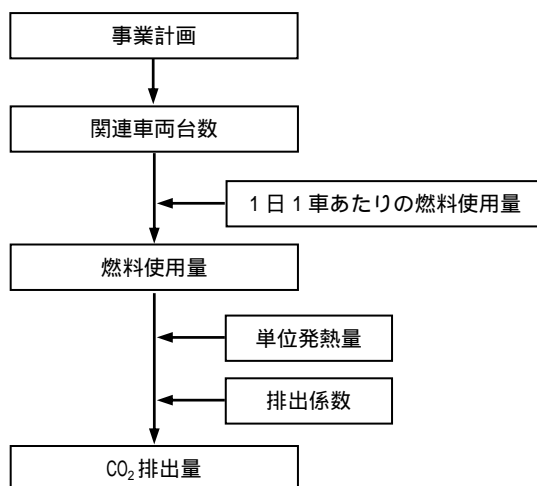 事業計画
関連車両台数
1日1車あたりの燃料使用量
燃料使用量
単位発熱量
排出係数
CO₂排出量